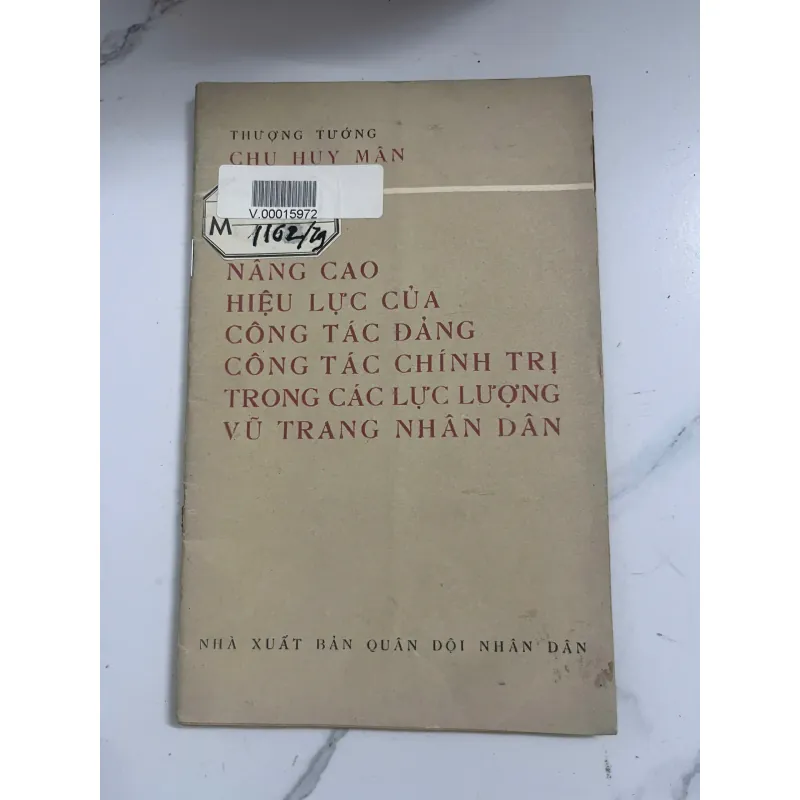 THƯỢNG TƯỚNG
CHU HUY MÂN
V.00015972
M
1162/79
NÂNG CAO
HIỆU LỰC CỦA
CÔNG TÁC ĐẢNG
CÔNG TÁC CHÍNH TRỊ
TRONG CÁC LỰC LƯỢNG
VŨ TRANG NHÂN DÂN
NHÀ XUẤT BẢN QUÂN DỘI NHÂN DÂN